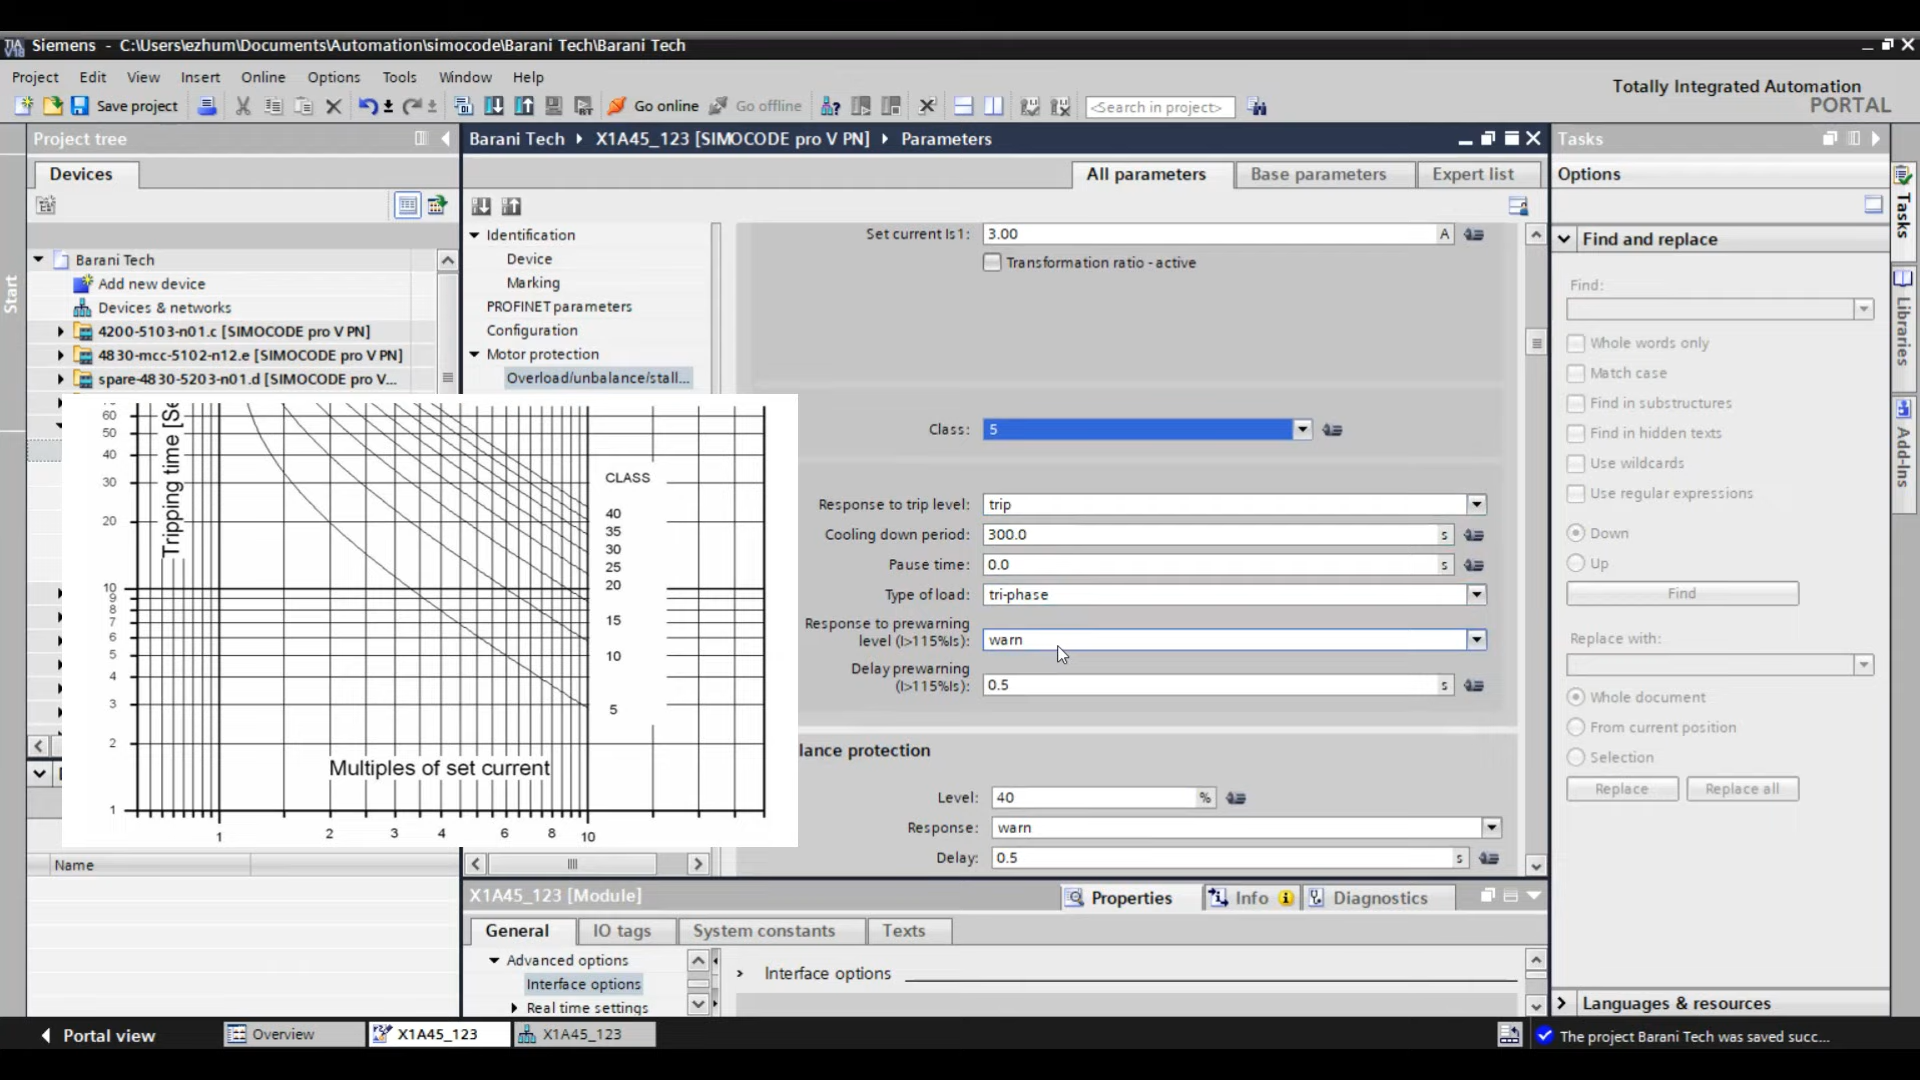 Siemens - C:\Users\ezhum\Documents\Automation\simocode\Barani Tech\Barani Tech
Project Edit View Insert Online Options Tools Window Help
Totally Integrated Automation
PORTAL
Save project
Go online
Go offline
<Search in project>
Project tree
Devices
Start
Barani Tech
Add new device
Devices & networks
4200-5103-n01.c [SIMOCODE pro V PN]
4830-mcc-5102-n12.e [SIMOCODE pro V PN]
spare-4830-5203-n01.d [SIMOCODE pro V...
Name
Barani Tech X1A45_123 [SIMOCODE pro V PN] Parameters
All parameters Base parameters Expert list
Identification
Device
Marking
PROFINET parameters
Configuration
Motor protection
Overload/unbalance/stall...
Set current Is1: 3.00 A
Transformation ratio - active
Class: 5
Response to trip level: trip
Cooling down period: 300.0 s
Pause time: 0.0 s
Type of load: tri-phase
Response to prewarning
level (I>115%Is): warn
Delay prewarning
(I>115%Is): 0.5 s
lance protection
Level: 40 %
Response: warn
Delay: 0.5 s
Tripping time [Se
60
50
40
30
20
10
9
8
7
6
5
4
3
2
1
CLASS
40
35
30
25
20
15
10
5
Multiples of set current
1 2 3 4 6 8 10
X1A45_123 [Module]
Properties Info Diagnostics
General IO tags System constants Texts
Advanced options
Interface options
Real time settings
Interface options
Tasks
Options
Find and replace
Find:
Whole words only
Match case
Find in substructures
Find in hidden texts
Use wildcards
Use regular expressions
Down
Up
Find
Replace with:
Whole document
From current position
Selection
Replace Replace all
Languages & resources
Tasks
Libraries
Add-Ins
Portal view Overview X1A45_123 X1A45_123
The project Barani Tech was saved succ...